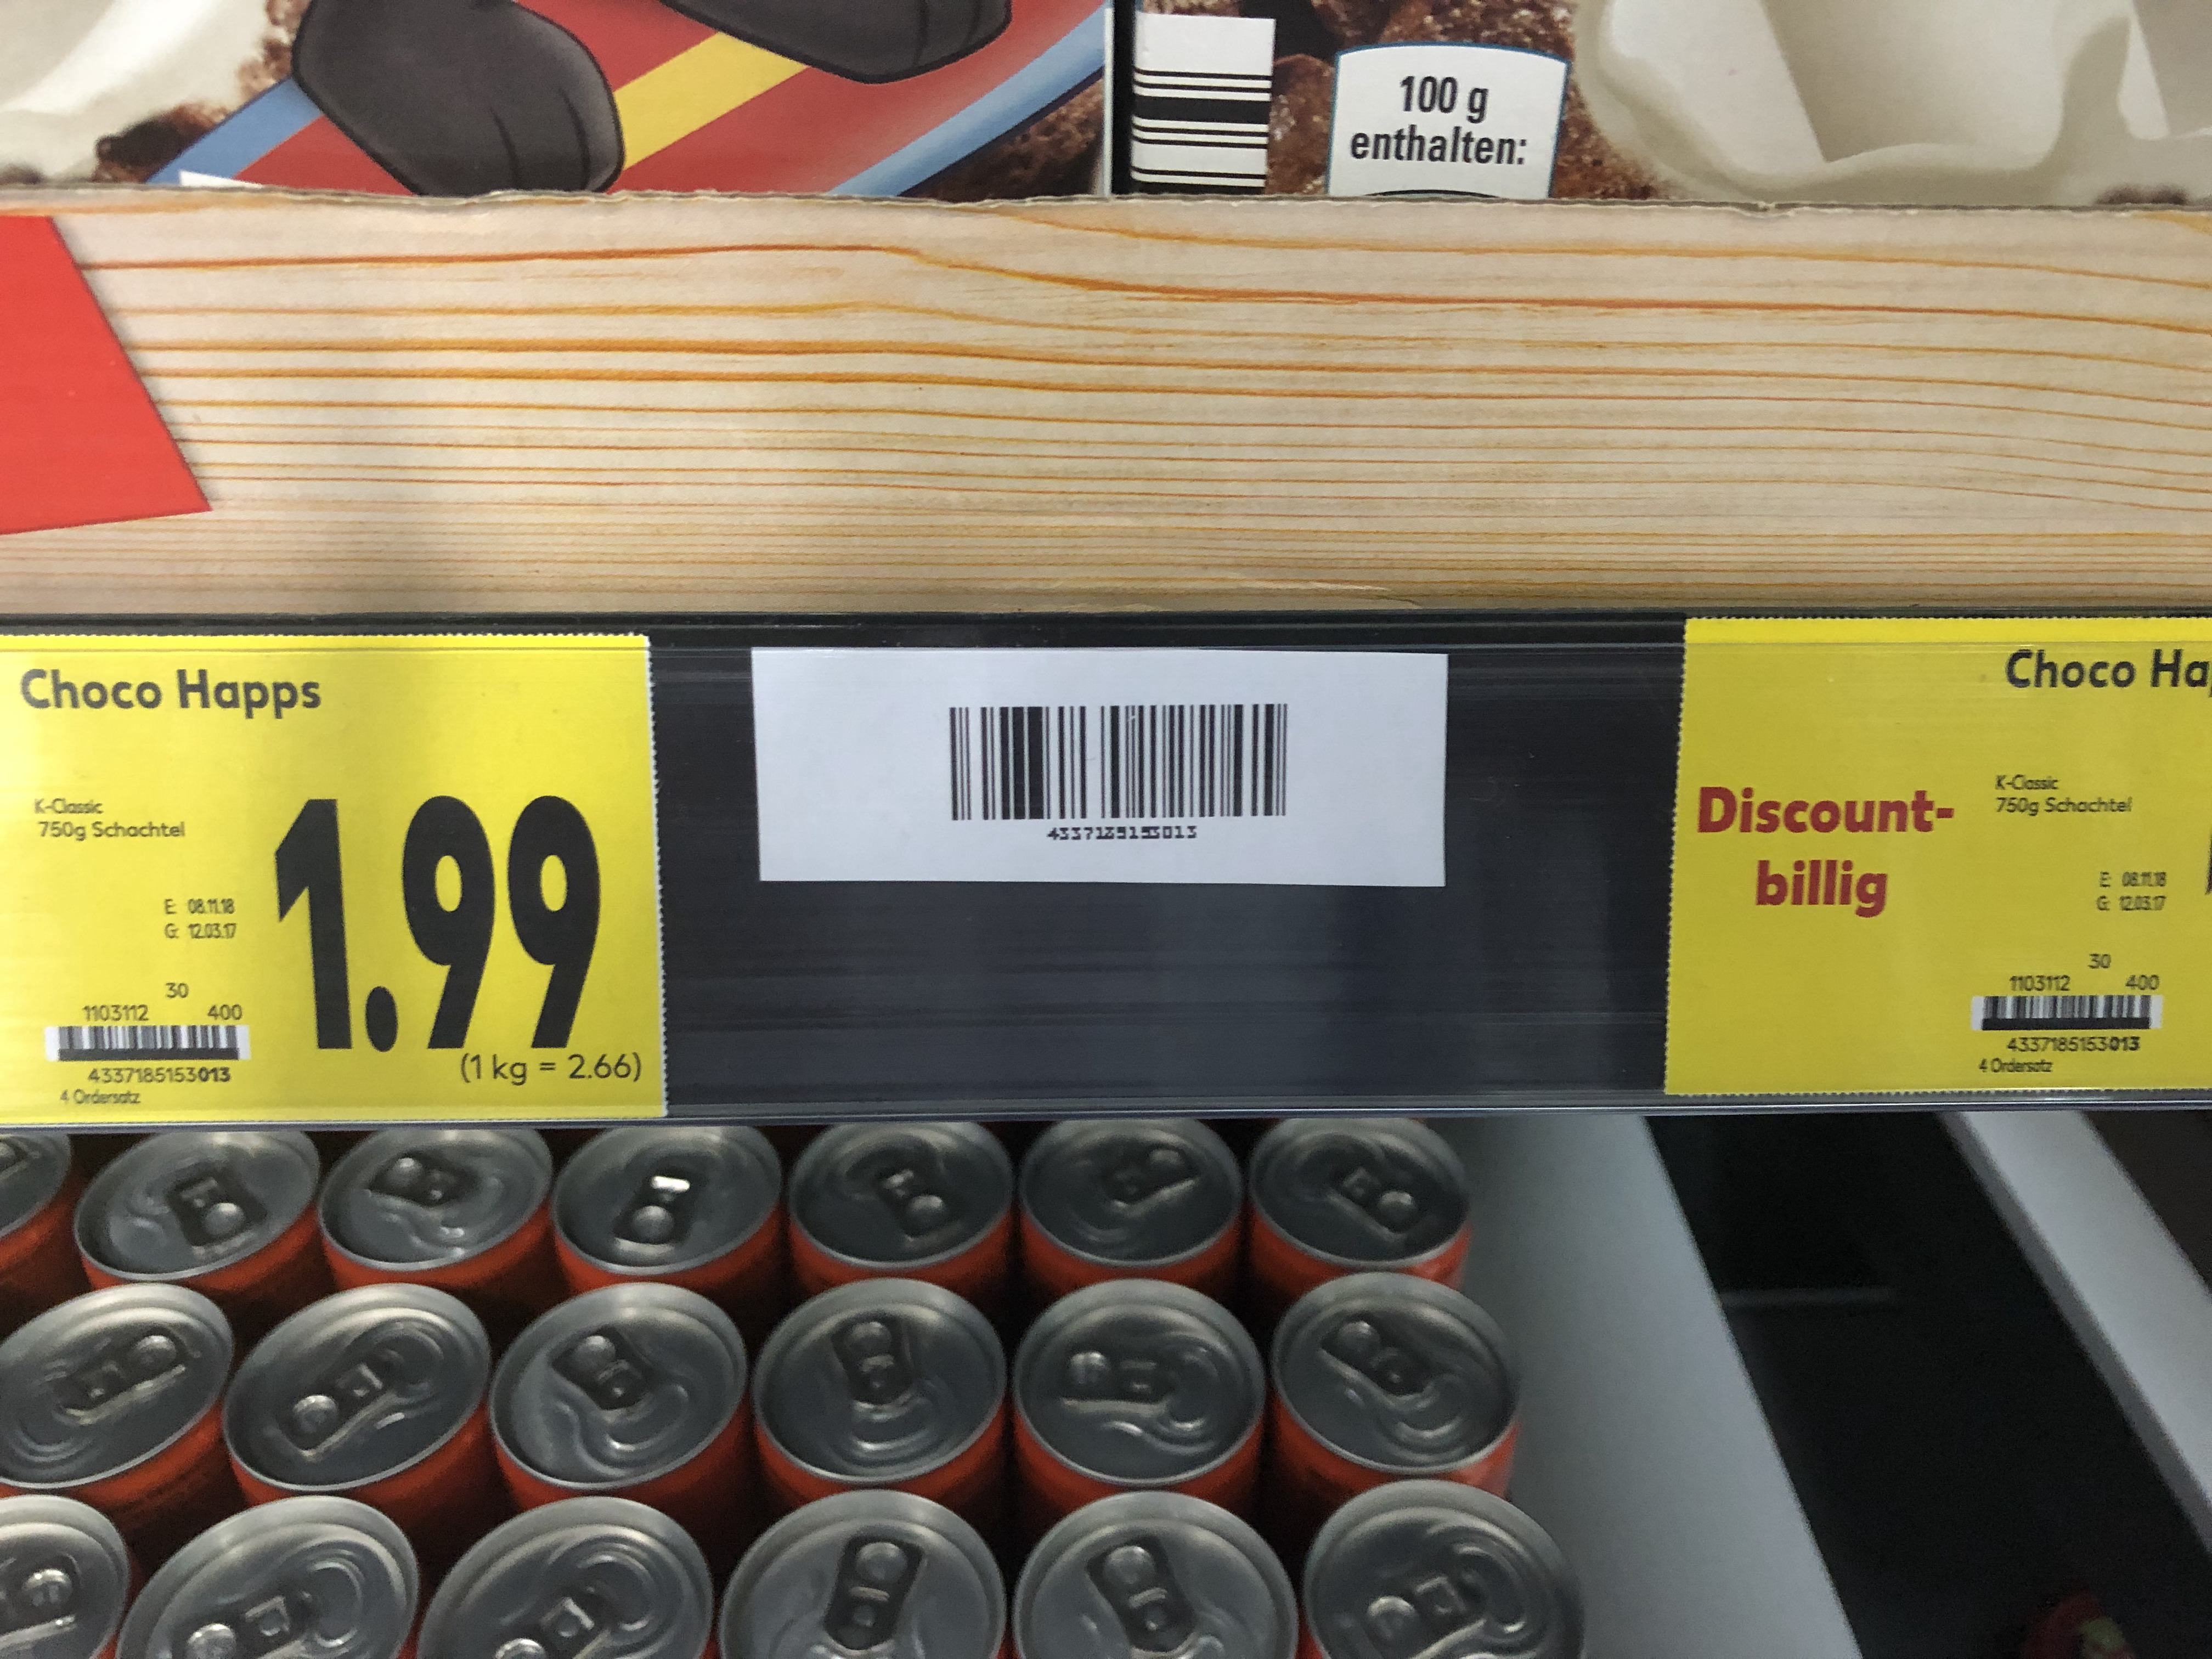 100 g
enthalten:
Choco Happs
K-Classic
750g Schachtel
1.99
E: 08.11.18
G: 12.03.17
30
1103112 400
(1 kg = 2.66)
4337185153013
4 Ordersatz
4337185153013
Choco Ha
Discount-
billig
K-Classic
750g Schachtel
E: 08.11.18
G: 12.03.17
30
1103112 400
4337185153013
4 Ordersatz